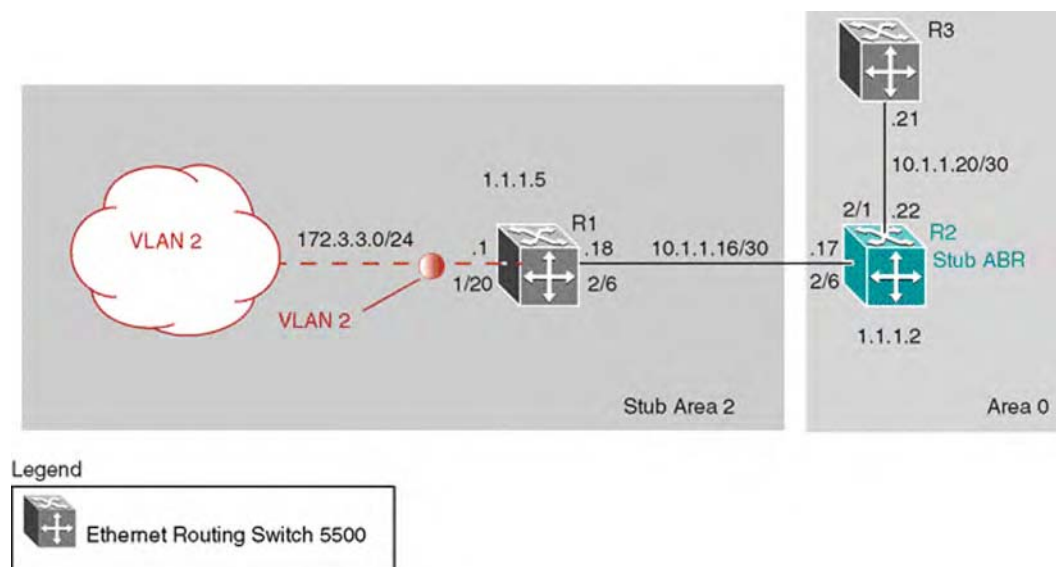 R3
.21
10.1.1.20/30
1.1.1.5
2/1
.22
VLAN 2
172.3.3.0/24
.1
R1
.18
10.1.1.16/30
.17
R2
Stub ABR
1/20
2/6
2/6
VLAN 2
1.1.1.2
Stub Area 2
Area 0
Legend
Ethernet Routing Switch 5500